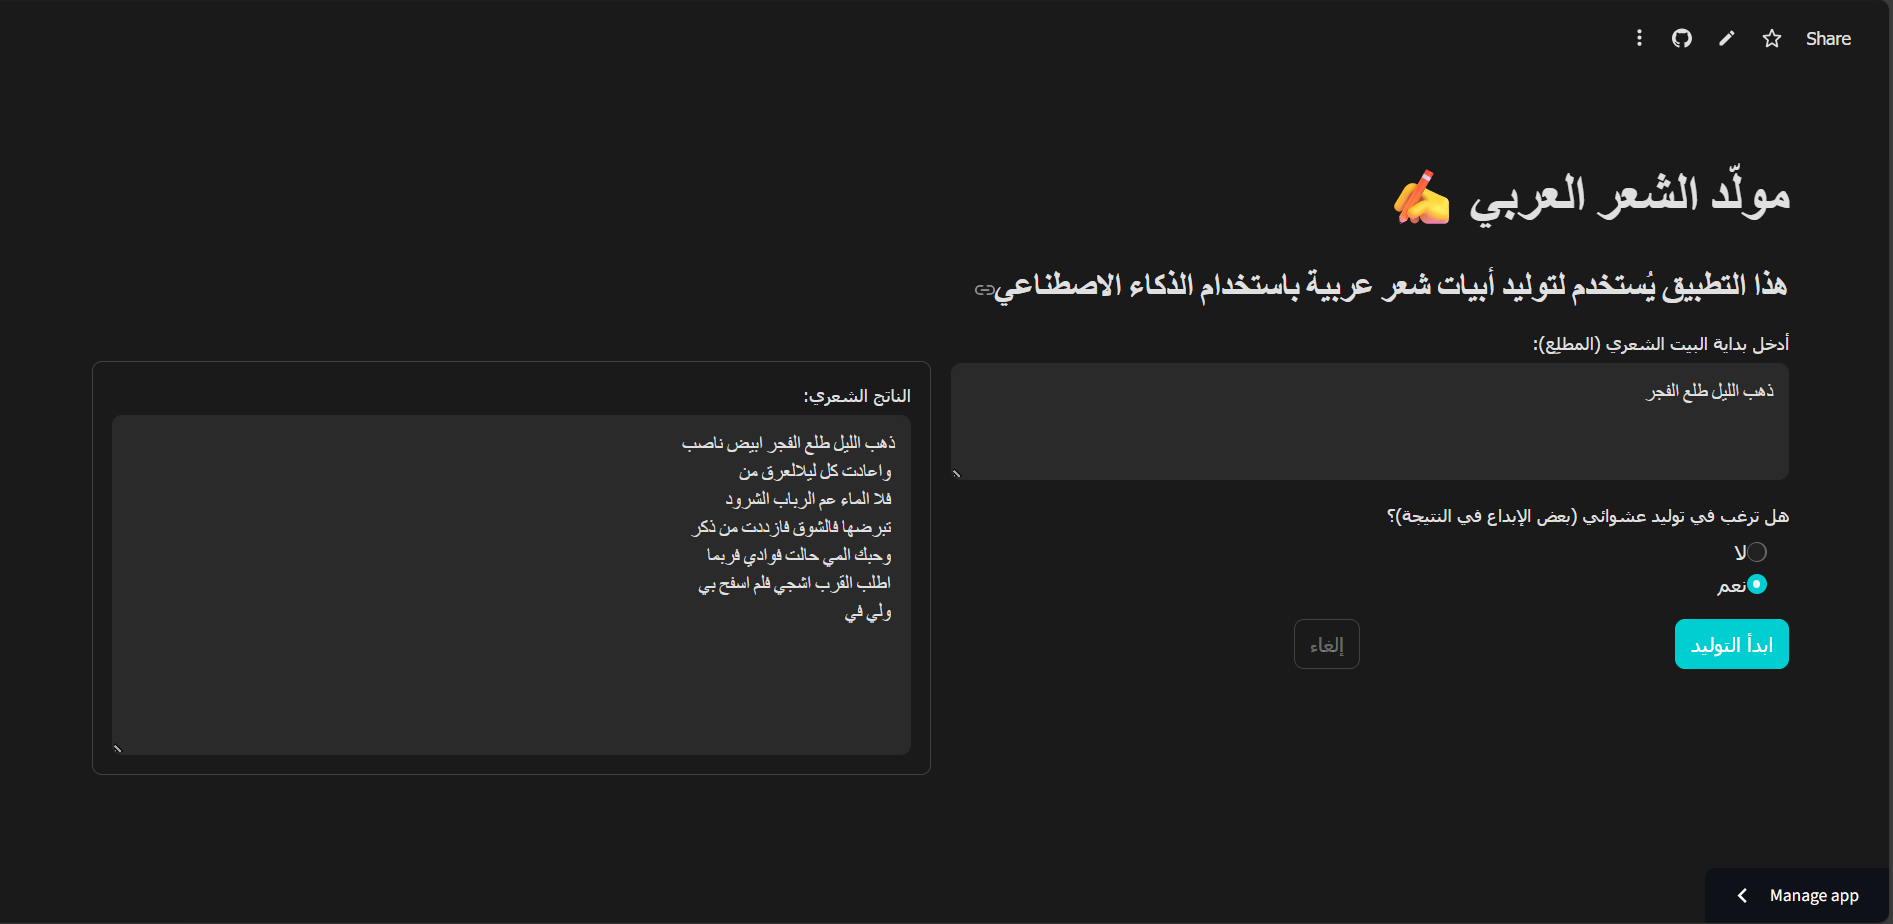 Share
مولّد الشعر العربي ✍
هذا التطبيق يُستخدم لتوليد أبيات شعر عربية باستخدام الذكاء الاصطناعي
أدخل بداية البيت الشعري (المطلع):
ذهب الليل طلع الفجر
هل ترغب في توليد عشوائي (بعض الإبداع في النتيجة)؟
لا
نعم
ابدأ التوليد
إلغاء
الناتج الشعري:
ذهب الليل طلع الفجر ابيض ناصب
واعادت كل ليلالعرق من
فلا الماء عم الرباب الشرود
تبرضها فالشوق فازددت من ذكر
وحبك المي حالت فوادي فربما
اطلب القرب اشجي فلم اسفح بي
ولي في
Manage app